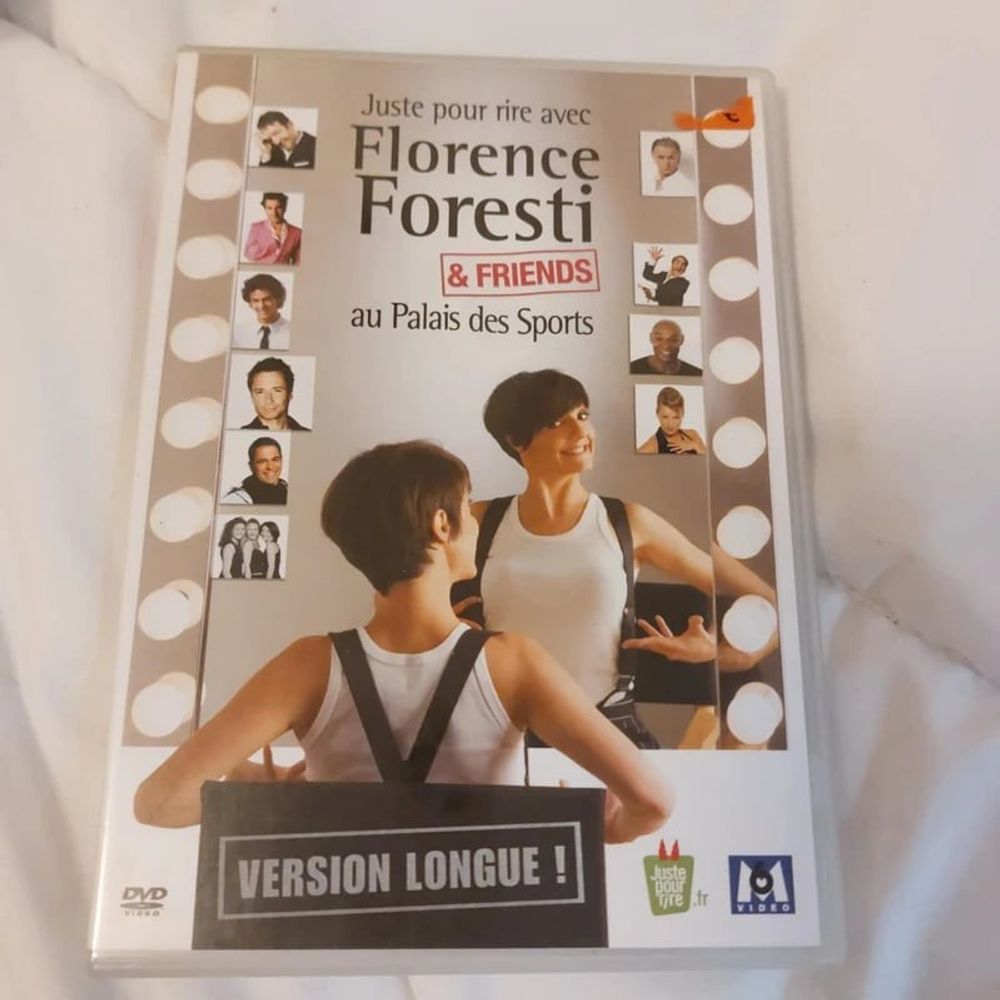 Juste pour rire avec
Florence
Foresti
& FRIENDS
au Palais des Sports
VERSION LONGUE !
DVD
VIDEO
Juste
pour
rire
.fr
M6
VIDEO